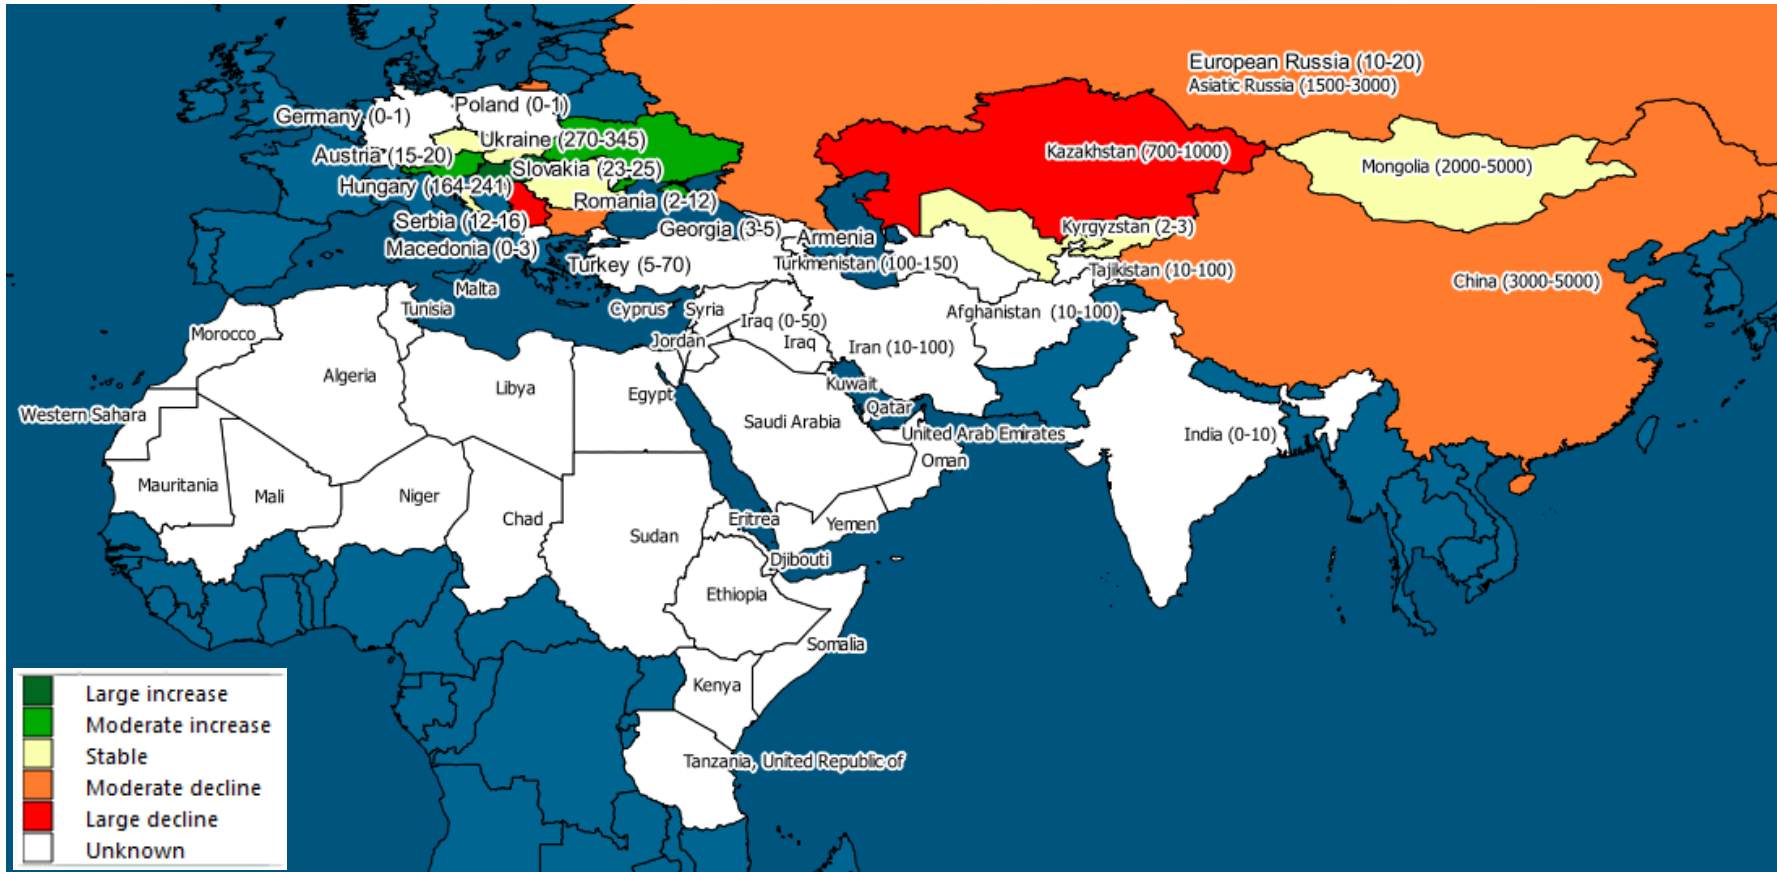 European Russia (10-20)
Asiatic Russia (1500-3000)
Poland (0-1)
Germany (0-1)
Ukraine (270-345)
Austria (15-20)
Kazakhstan (700-1000)
Slovakia (23-25)
Mongolia (2000-5000)
Hungary (164-241)
Romania (2-12)
Serbia (12-16)
Georgia (3-5)
Kyrgyzstan (2-3)
Armenia
Macedonia (0-3)
Turkey (5-70)
Turkmenistan (100-150)
Tajikistan (10-100)
China (3000-5000)
Malta
Tunisia
Cyprus
Syria
Afghanistan (10-100)
Iraq (0-50)
Morocco
Jordan
Iraq
Iran (10-100)
Algeria
Libya
Egypt
Kuwait
Qatar
Western Sahara
Saudi Arabia
United Arab Emirates
India (0-10)
Oman
Mauritania
Mali
Niger
Chad
Eritrea
Yemen
Sudan
Djibouti
Ethiopia
Somalia
Kenya
Tanzania, United Republic of
Large increase
Moderate increase
Stable
Moderate decline
Large decline
Unknown